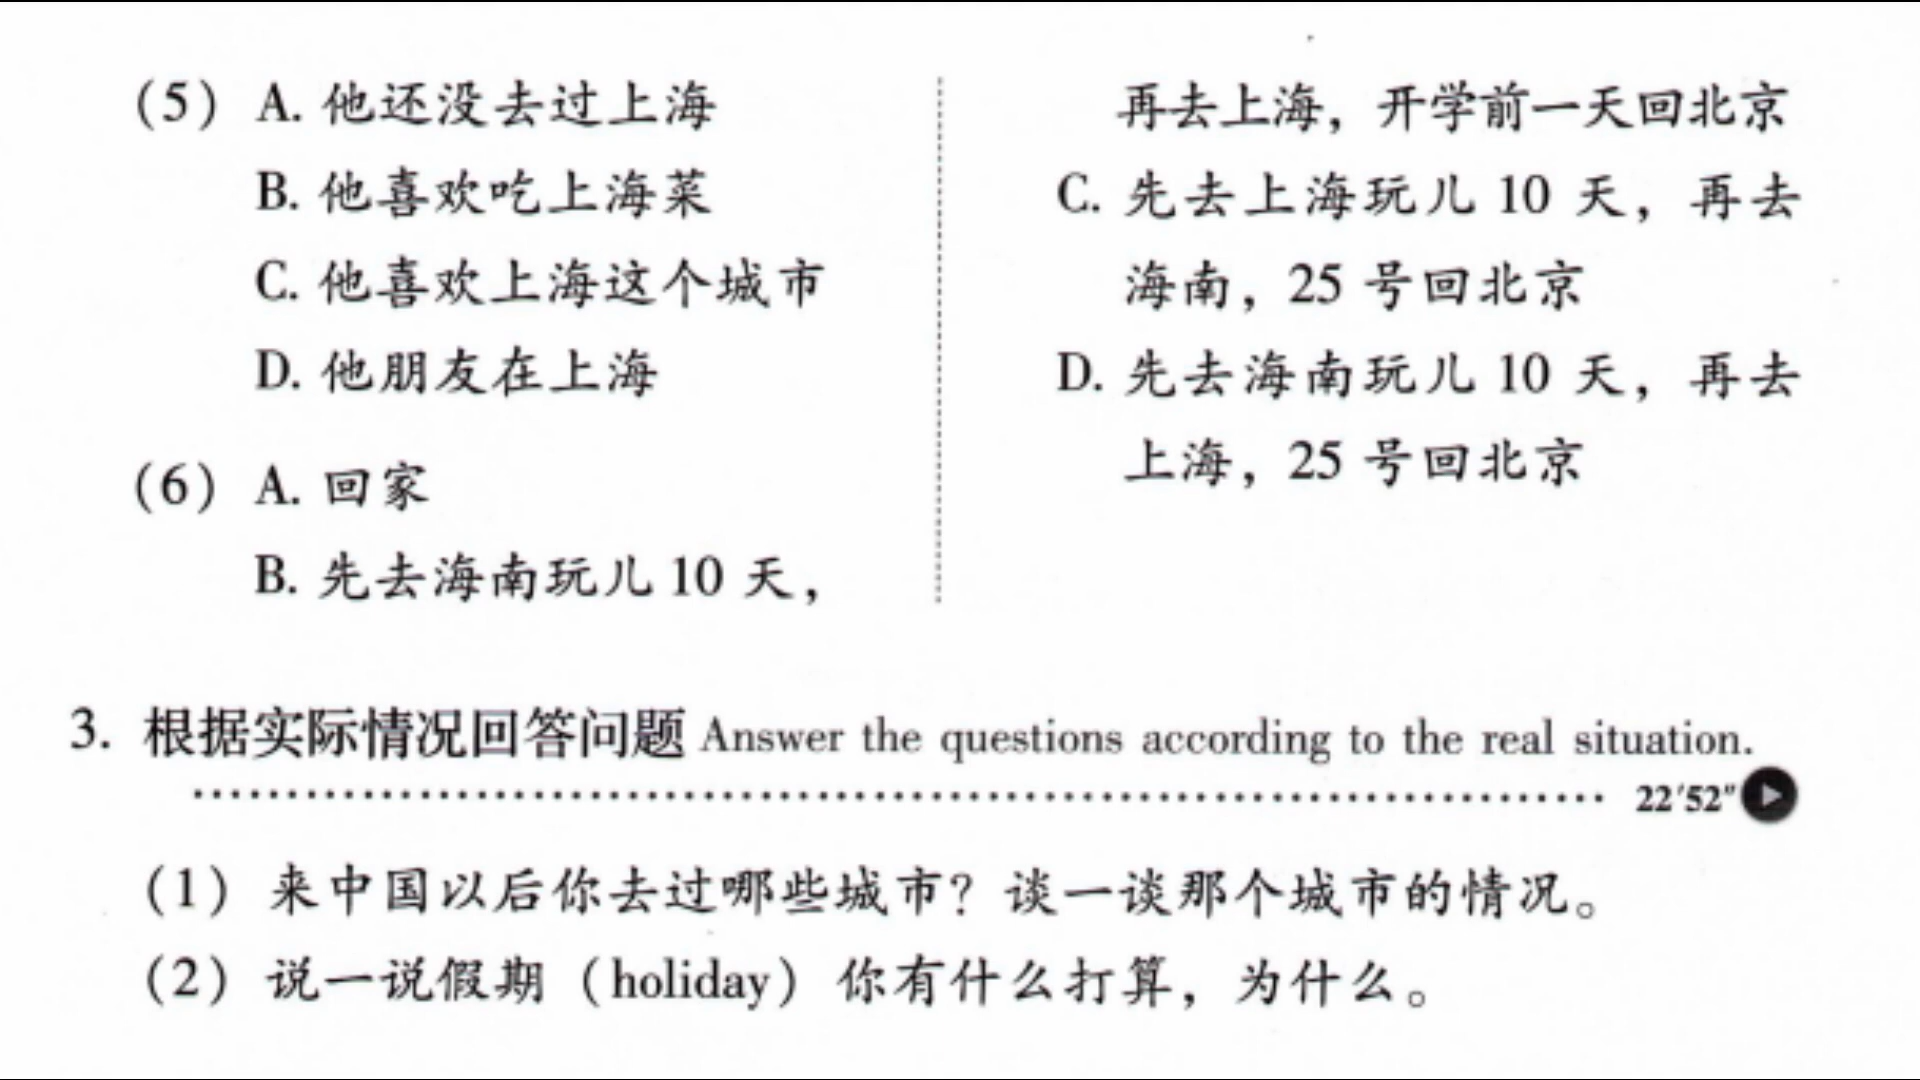 (5) A. 他还没去过上海
B. 他喜欢吃上海菜
C. 他喜欢上海这个城市
D. 他朋友在上海
(6) A. 回家
B. 先去海南玩儿 10 天，
再去上海，开学前一天回北京
C. 先去上海玩儿 10 天，再去
海南，25 号回北京
D. 先去海南玩儿 10 天，再去
上海，25 号回北京
3. 根据实际情况回答问题 Answer the questions according to the real situation.
22'52"
(1) 来中国以后你去过哪些城市？谈一谈那个城市的情况。
(2) 说一说假期（holiday）你有什么打算，为什么。